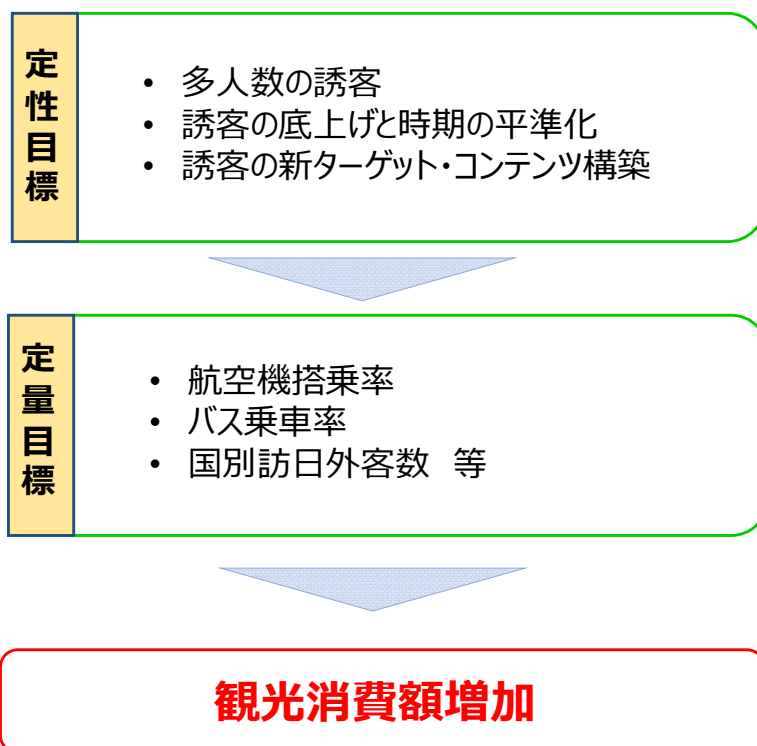 定性目標
• 多人数の誘客
• 誘客の底上げと時期の平準化
• 誘客の新ターゲット・コンテンツ構築
定量目標
• 航空機搭乗率
• バス乗車率
• 国別訪日外客数 等
観光消費額増加